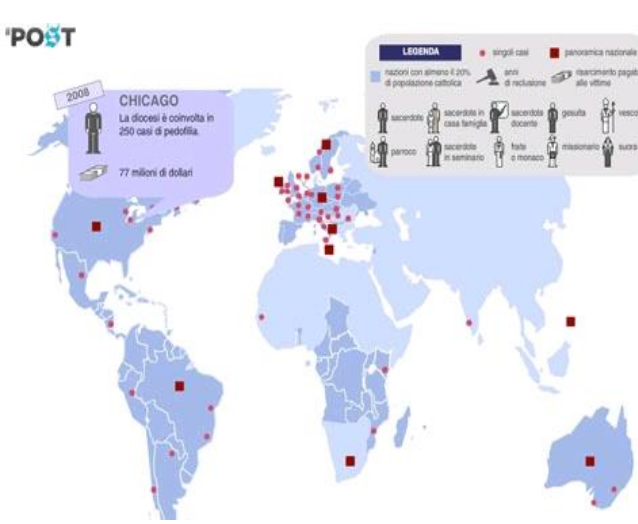 IL POST
2008
CHICAGO
La diocesi è coinvolta in
250 casi di pedofilia.
77 milioni di dollari
LEGENDA
singoli casi
panoramica nazionale
nazioni con almeno il 20%
di popolazione cattolica
anni
di reclusione
risarcimento pagato
alle vittime
sacerdote
sacerdote in
casa famiglia
sacerdote
docente
gesuita
vesco
parroco
sacerdote
in seminario
frate
o monaco
missionario
suora